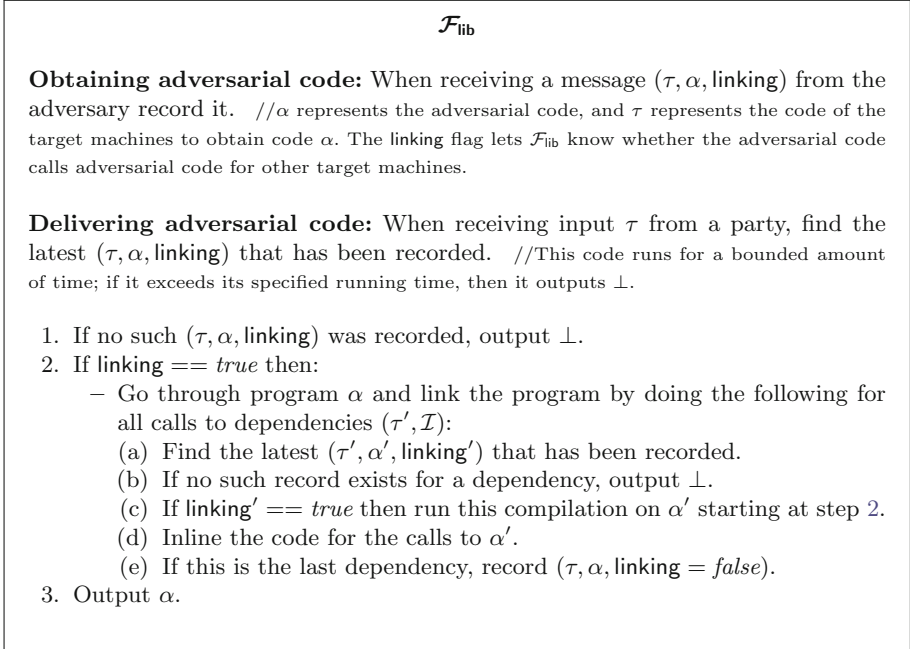 𝓕lib
Obtaining adversarial code: When receiving a message (τ, α, linking) from the
adversary record it. //α represents the adversarial code, and τ represents the code of the
target machines to obtain code α. The linking flag lets 𝓕lib know whether the adversarial code
calls adversarial code for other target machines.
Delivering adversarial code: When receiving input τ from a party, find the
latest (τ, α, linking) that has been recorded. //This code runs for a bounded amount
of time; if it exceeds its specified running time, then it outputs ⊥.
1. If no such (τ, α, linking) was recorded, output ⊥.
2. If linking == true then:
– Go through program α and link the program by doing the following for
all calls to dependencies (τ′, 𝓘):
(a) Find the latest (τ′, α′, linking′) that has been recorded.
(b) If no such record exists for a dependency, output ⊥.
(c) If linking′ == true then run this compilation on α′ starting at step 2.
(d) Inline the code for the calls to α′.
(e) If this is the last dependency, record (τ, α, linking = false).
3. Output α.